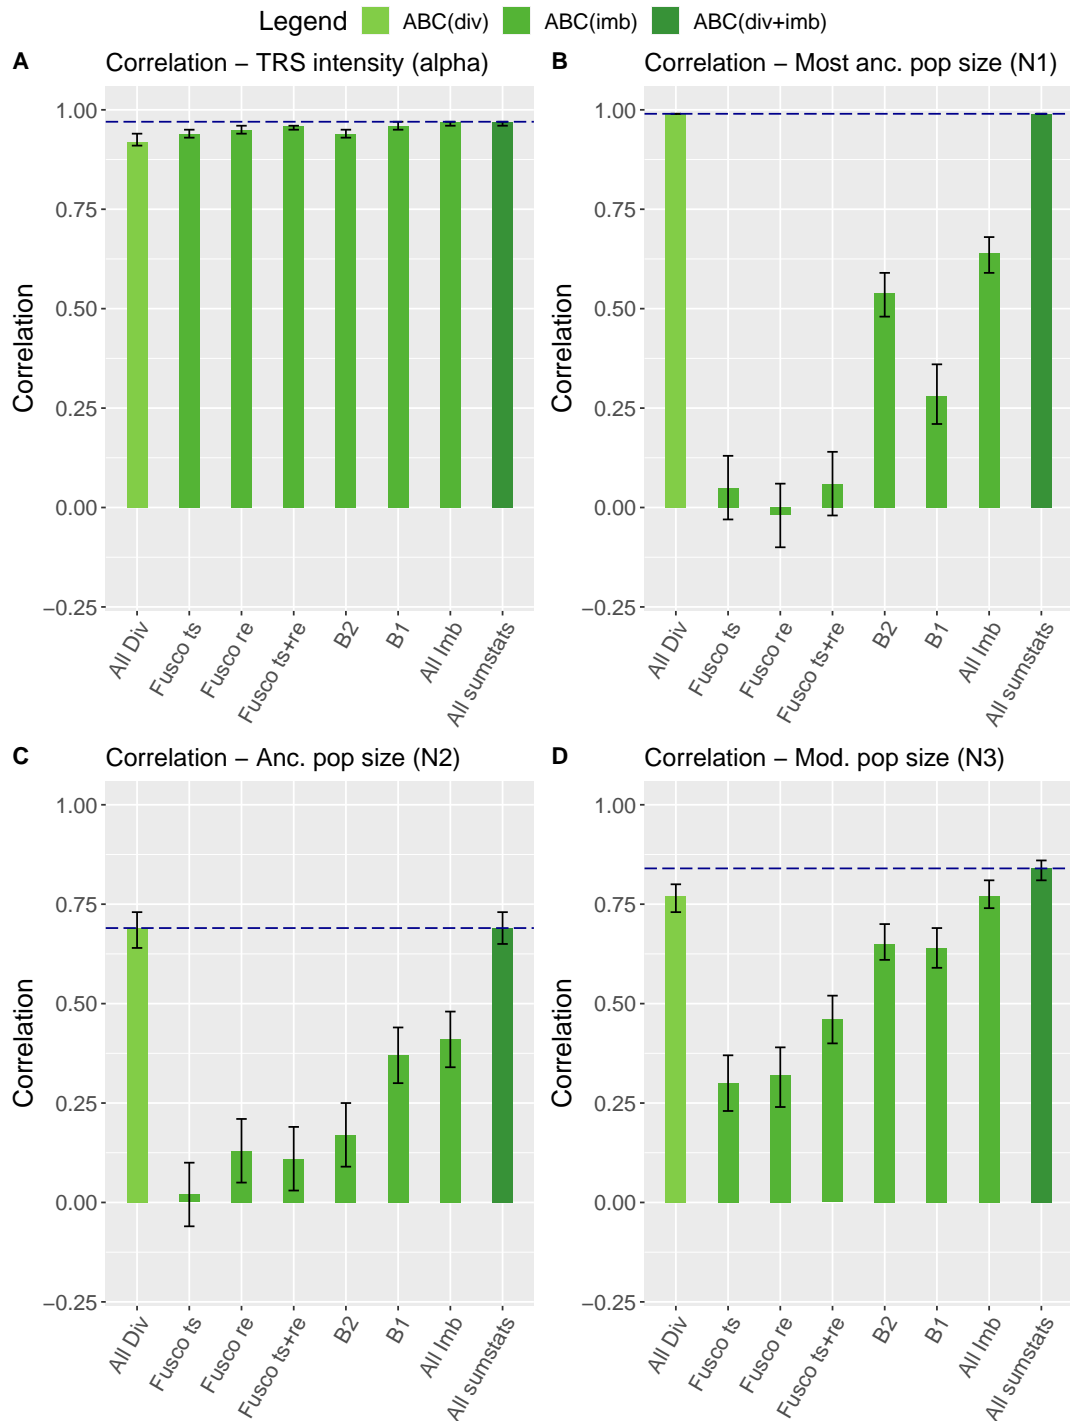 Legend ABC(div) ABC(imb) ABC(div+imb)
A Correlation – TRS intensity (alpha)
1.00
0.75
0.50
0.25
0.00
−0.25
Correlation
All Div Fusco ts Fusco re Fusco ts+re B2 B1 All Imb All sumstats
B Correlation – Most anc. pop size (N1)
1.00
0.75
0.50
0.25
0.00
−0.25
Correlation
All Div Fusco ts Fusco re Fusco ts+re B2 B1 All Imb All sumstats
C Correlation – Anc. pop size (N2)
1.00
0.75
0.50
0.25
0.00
−0.25
Correlation
All Div Fusco ts Fusco re Fusco ts+re B2 B1 All Imb All sumstats
D Correlation – Mod. pop size (N3)
1.00
0.75
0.50
0.25
0.00
−0.25
Correlation
All Div Fusco ts Fusco re Fusco ts+re B2 B1 All Imb All sumstats